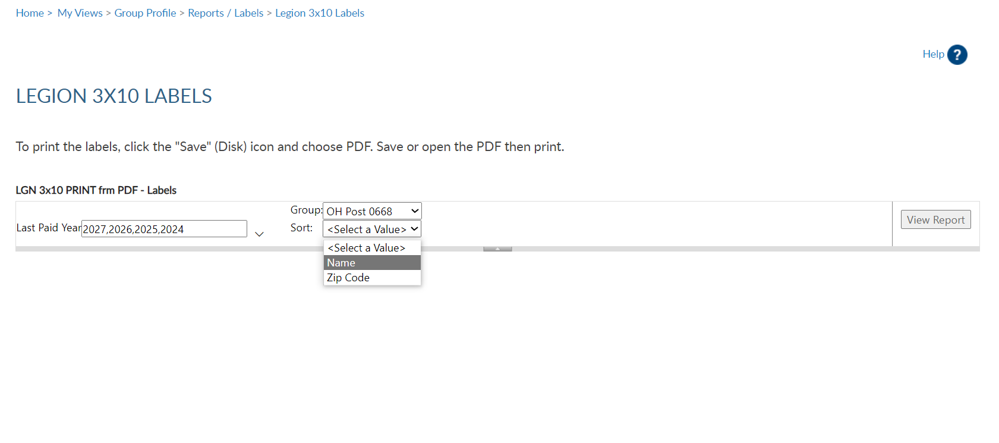 Home > My Views > Group Profile > Reports / Labels > Legion 3x10 Labels
Help ?
LEGION 3X10 LABELS
To print the labels, click the "Save" (Disk) icon and choose PDF. Save or open the PDF then print.
LGN 3x10 PRINT frm PDF - Labels
Group: OH Post 0668
Last Paid Year 2027,2026,2025,2024
Sort: <Select a Value>
<Select a Value>
Name
Zip Code
View Report